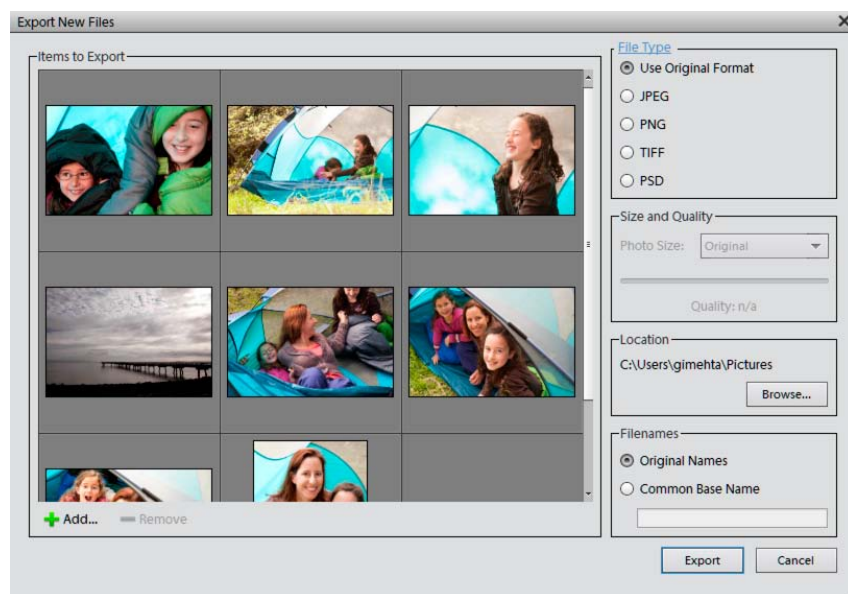 Export New Files
Items to Export
Add...
Remove
File Type
Use Original Format
JPEG
PNG
TIFF
PSD
Size and Quality
Photo Size: Original
Quality: n/a
Location
C:\Users\gimehta\Pictures
Browse...
Filenames
Original Names
Common Base Name
Export Cancel